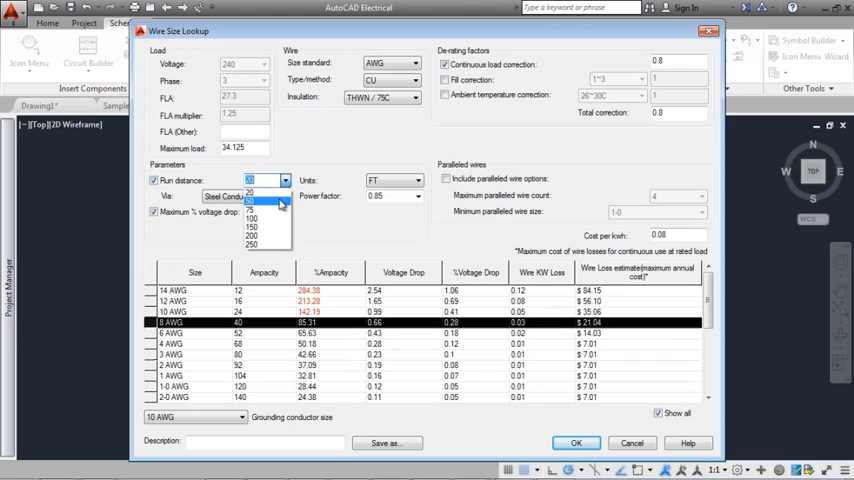 AutoCAD Electrical
Type a keyword or phrase
Sign In
Home
Project
Icon Menu
Circuit Builder
Insert Components
Symbol Builder
Icon Menu Wizard
Other Tools
Drawing1*
[−][Top][2D Wireframe]
Project Manager
N
W
TOP
E
S
WCS
Wire Size Lookup
Load
Voltage: 240
Phase: 3
FLA: 27.3
FLA multiplier: 1.25
FLA (Other):
Maximum load: 34.125
Wire
Size standard: AWG
Type/method: CU
Insulation: THWN / 75C
De-rating factors
Continuous load correction: 0.8
Fill correction: 1~3 1
Ambient temperature correction: 26~30C 1
Total correction: 0.8
Parameters
Run distance: 20 Units: FT
20
50
75
100
150
200
250
Via: Steel Condu Power factor: 0.85
Maximum % voltage drop:
Paralleled wires
Include paralleled wire options:
Maximum paralleled wire count: 4
Minimum paralleled wire size: 1-0
Cost per kwh: 0.08
*Maximum cost of wire losses for continuous use at rated load
Size Ampacity %Ampacity Voltage Drop %Voltage Drop Wire KW Loss Wire Loss estimate(maximum annual cost)*
14 AWG 12 284.38 2.54 1.06 0.12 $ 84.15
12 AWG 16 213.28 1.65 0.69 0.08 $ 56.10
10 AWG 24 142.19 0.99 0.41 0.05 $ 35.06
8 AWG 40 85.31 0.66 0.28 0.03 $ 21.04
6 AWG 52 65.63 0.43 0.18 0.02 $ 14.03
4 AWG 68 50.18 0.29 0.12 0.01 $ 7.01
3 AWG 80 42.66 0.23 0.1 0.01 $ 7.01
2 AWG 92 37.09 0.19 0.08 0.01 $ 7.01
1 AWG 104 32.81 0.16 0.07 0.01 $ 7.01
1-0 AWG 120 28.44 0.12 0.05 0.01 $ 7.01
2-0 AWG 140 24.38 0.11 0.05 0.01 $ 7.01
10 AWG Grounding conductor size
Show all
Description:
Save as...
OK
Cancel
Help
1:1